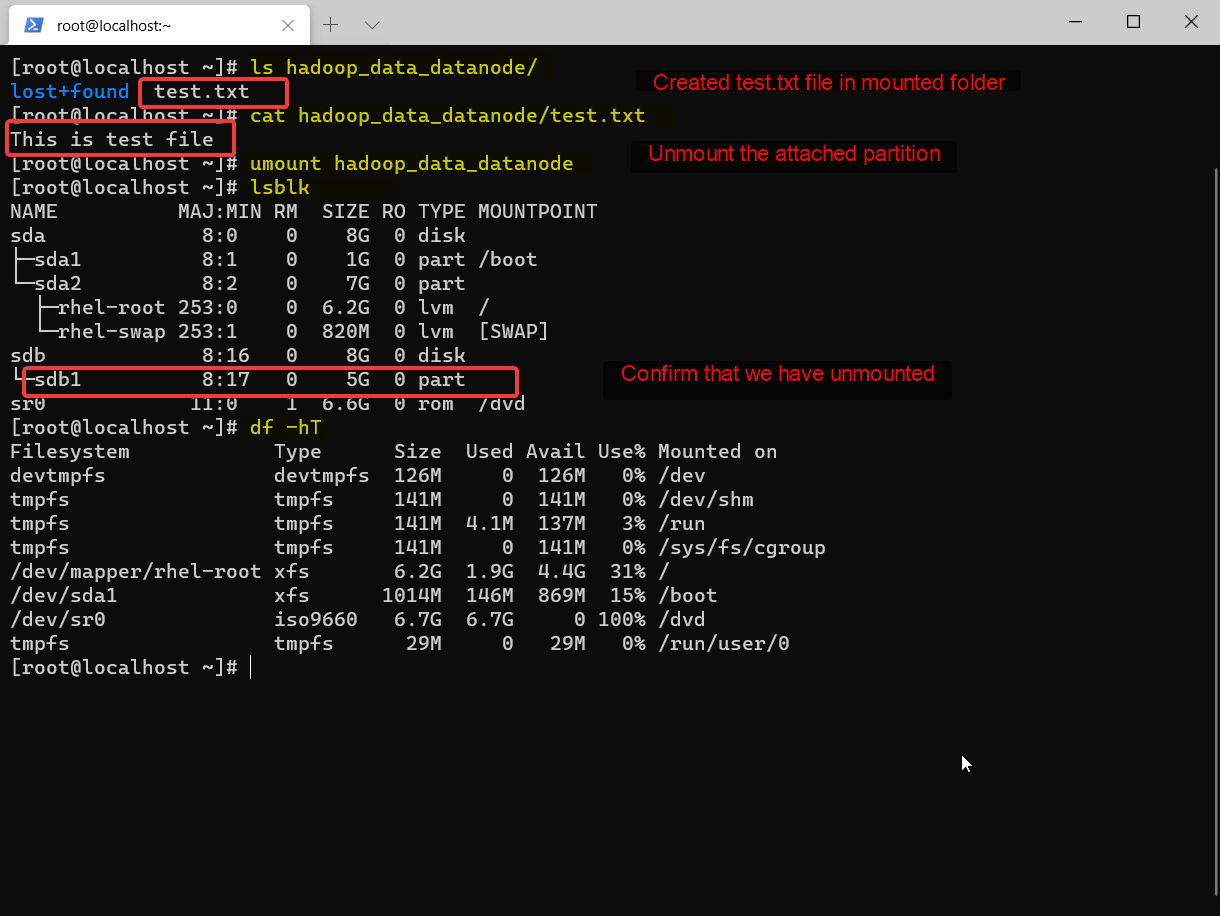 root@localhost:~
[root@localhost ~]# ls hadoop_data_datanode/
Created test.txt file in mounted folder
lost+found  test.txt
[root@localhost ~]# cat hadoop_data_datanode/test.txt
This is test file
Unmount the attached partition
[root@localhost ~]# umount hadoop_data_datanode
[root@localhost ~]# lsblk
NAME          MAJ:MIN RM  SIZE RO TYPE MOUNTPOINT
sda             8:0    0    8G  0 disk
├─sda1          8:1    0    1G  0 part /boot
└─sda2          8:2    0    7G  0 part
  ├─rhel-root 253:0    0  6.2G  0 lvm  /
  └─rhel-swap 253:1    0  820M  0 lvm  [SWAP]
sdb             8:16   0    8G  0 disk
└─sdb1          8:17   0    5G  0 part
Confirm that we have unmounted
sr0            11:0    1  6.6G  0 rom  /dvd
[root@localhost ~]# df -hT
Filesystem            Type      Size  Used Avail Use% Mounted on
devtmpfs              devtmpfs  126M     0  126M   0% /dev
tmpfs                 tmpfs     141M     0  141M   0% /dev/shm
tmpfs                 tmpfs     141M  4.1M  137M   3% /run
tmpfs                 tmpfs     141M     0  141M   0% /sys/fs/cgroup
/dev/mapper/rhel-root xfs       6.2G  1.9G  4.4G  31% /
/dev/sda1             xfs      1014M  146M  869M  15% /boot
/dev/sr0              iso9660   6.7G  6.7G     0 100% /dvd
tmpfs                 tmpfs      29M     0   29M   0% /run/user/0
[root@localhost ~]#